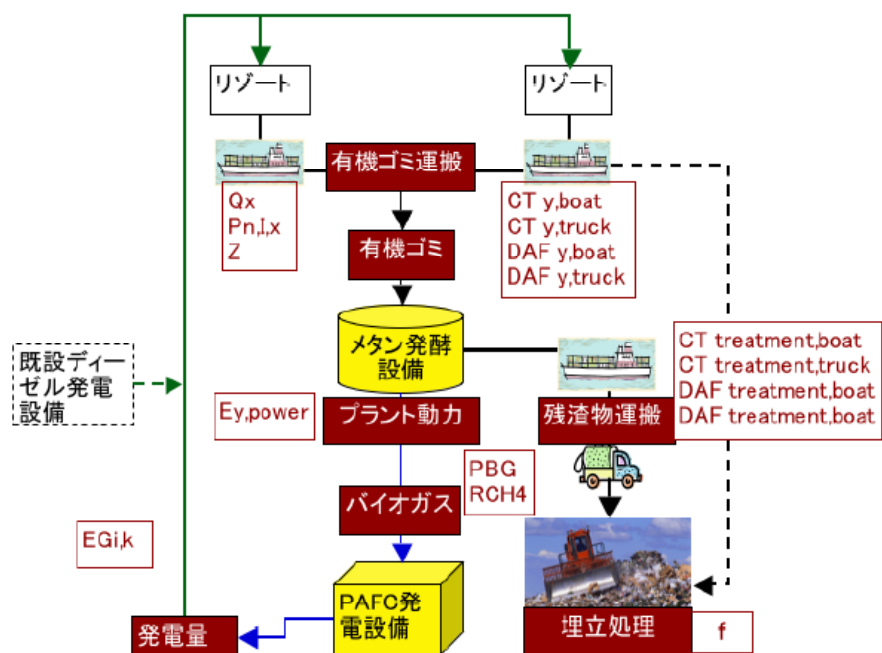 リゾート
リゾート
有機ゴミ運搬
Qx
Pn,I,x
Z
CT y,boat
CT y,truck
DAF y,boat
DAF y,truck
有機ゴミ
メタン発酵
設備
既設ディー
ゼル発電
設備
CT treatment,boat
CT treatment,truck
DAF treatment,boat
DAF treatment,boat
Ey,power
プラント動力
残渣物運搬
PBG
RCH4
バイオガス
EGi,k
PAFC発
電設備
発電量
埋立処理
f